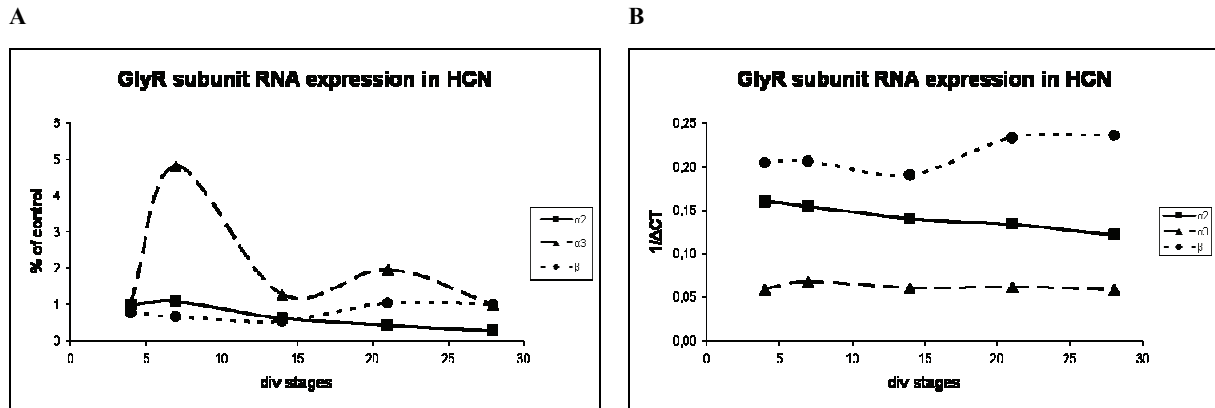 A
GlyR subunit RNA expression in HCN
6
5
4
3
2
1
0
% of control
0 5 10 15 20 25 30
div stages
α2
α3
β
B
GlyR subunit RNA expression in HCN
0,25
0,20
0,15
0,10
0,05
0,00
1/ΔCT
0 5 10 15 20 25 30
div stages
α2
α3
β